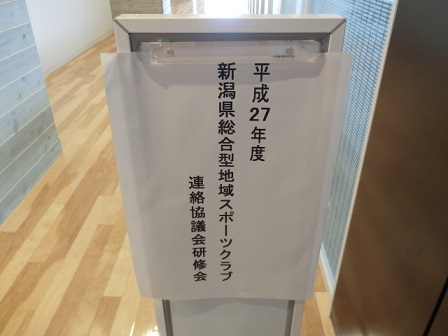 平成27年度
新潟県総合型地域スポーツクラブ
連絡協議会研修会